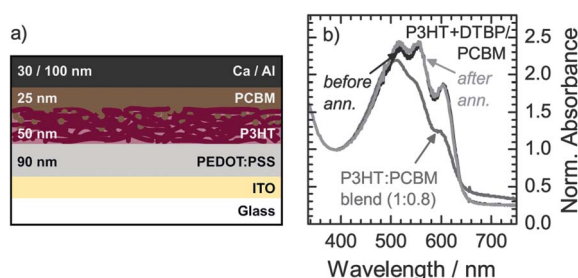 a)
30 / 100 nm Ca / Al
25 nm PCBM
50 nm P3HT
90 nm PEDOT:PSS
ITO
Glass
b) P3HT+DTBP/
PCBM
before
ann.
after
ann.
P3HT:PCBM
blend (1:0.8)
2.5
2.0
1.5
1.0
0.5
0.0
Norm. Absorbance
400 500 600 700
Wavelength / nm